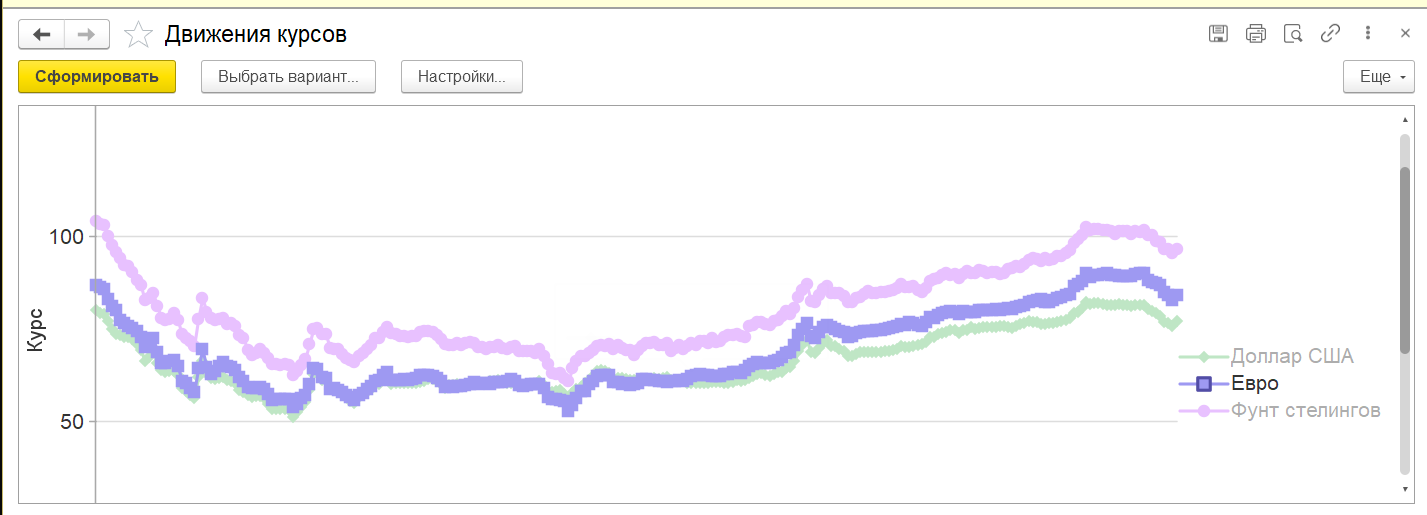 Движения курсов
Сформировать
Выбрать вариант...
Настройки...
Еще
100
Курс
50
Доллар США
Евро
Фунт стелингов